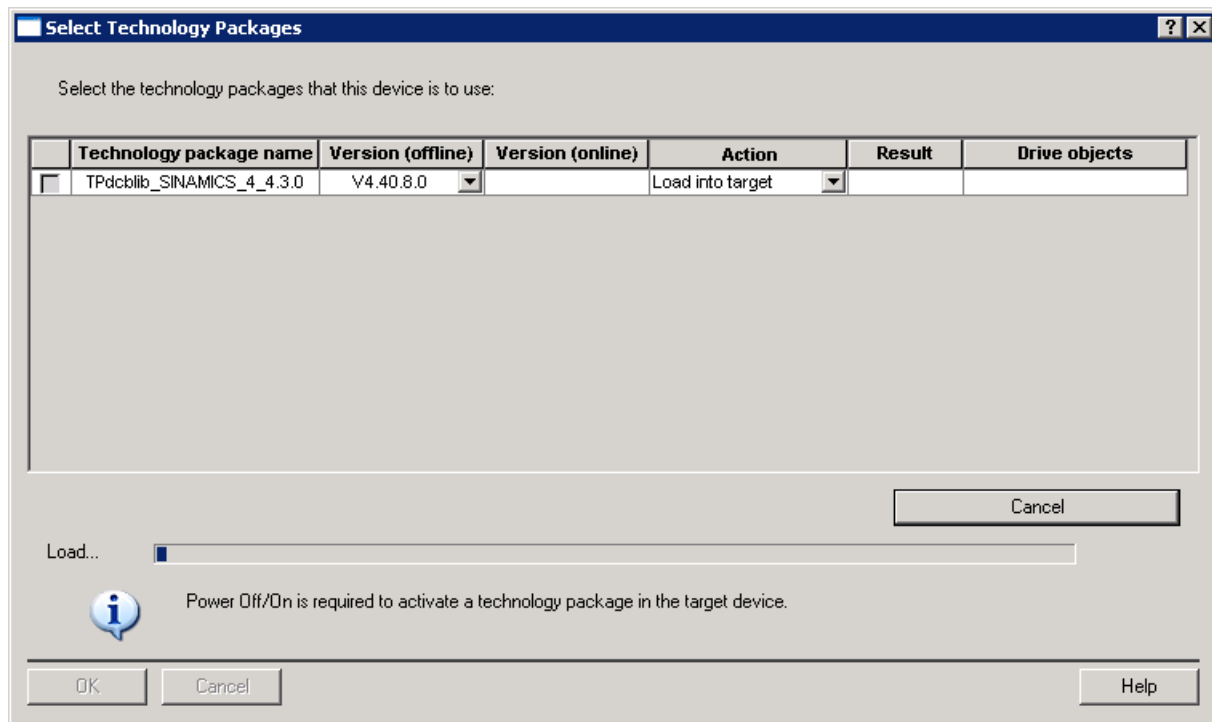 Select Technology Packages
Select the technology packages that this device is to use:
Technology package name Version (offline) Version (online) Action Result Drive objects
TPdcblib_SINAMICS_4_4.3.0 V4.40.8.0 Load into target
Cancel
Load...
Power Off/On is required to activate a technology package in the target device.
OK Cancel Help